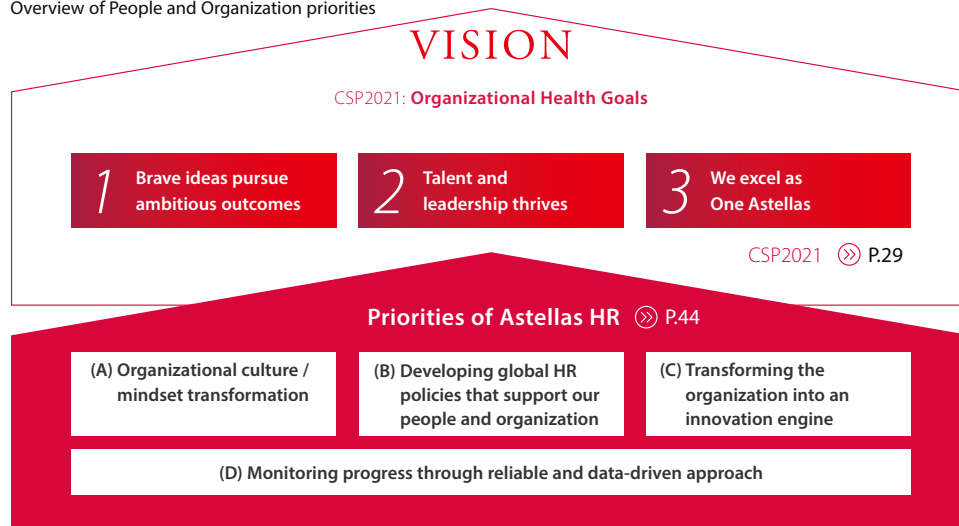 Overview of People and Organization priorities
VISION
CSP2021: Organizational Health Goals
1 Brave ideas pursue
ambitious outcomes
2 Talent and
leadership thrives
3 We excel as
One Astellas
CSP2021 P.29
Priorities of Astellas HR P.44
(A) Organizational culture /
mindset transformation
(B) Developing global HR
policies that support our
people and organization
(C) Transforming the
organization into an
innovation engine
(D) Monitoring progress through reliable and data-driven approach